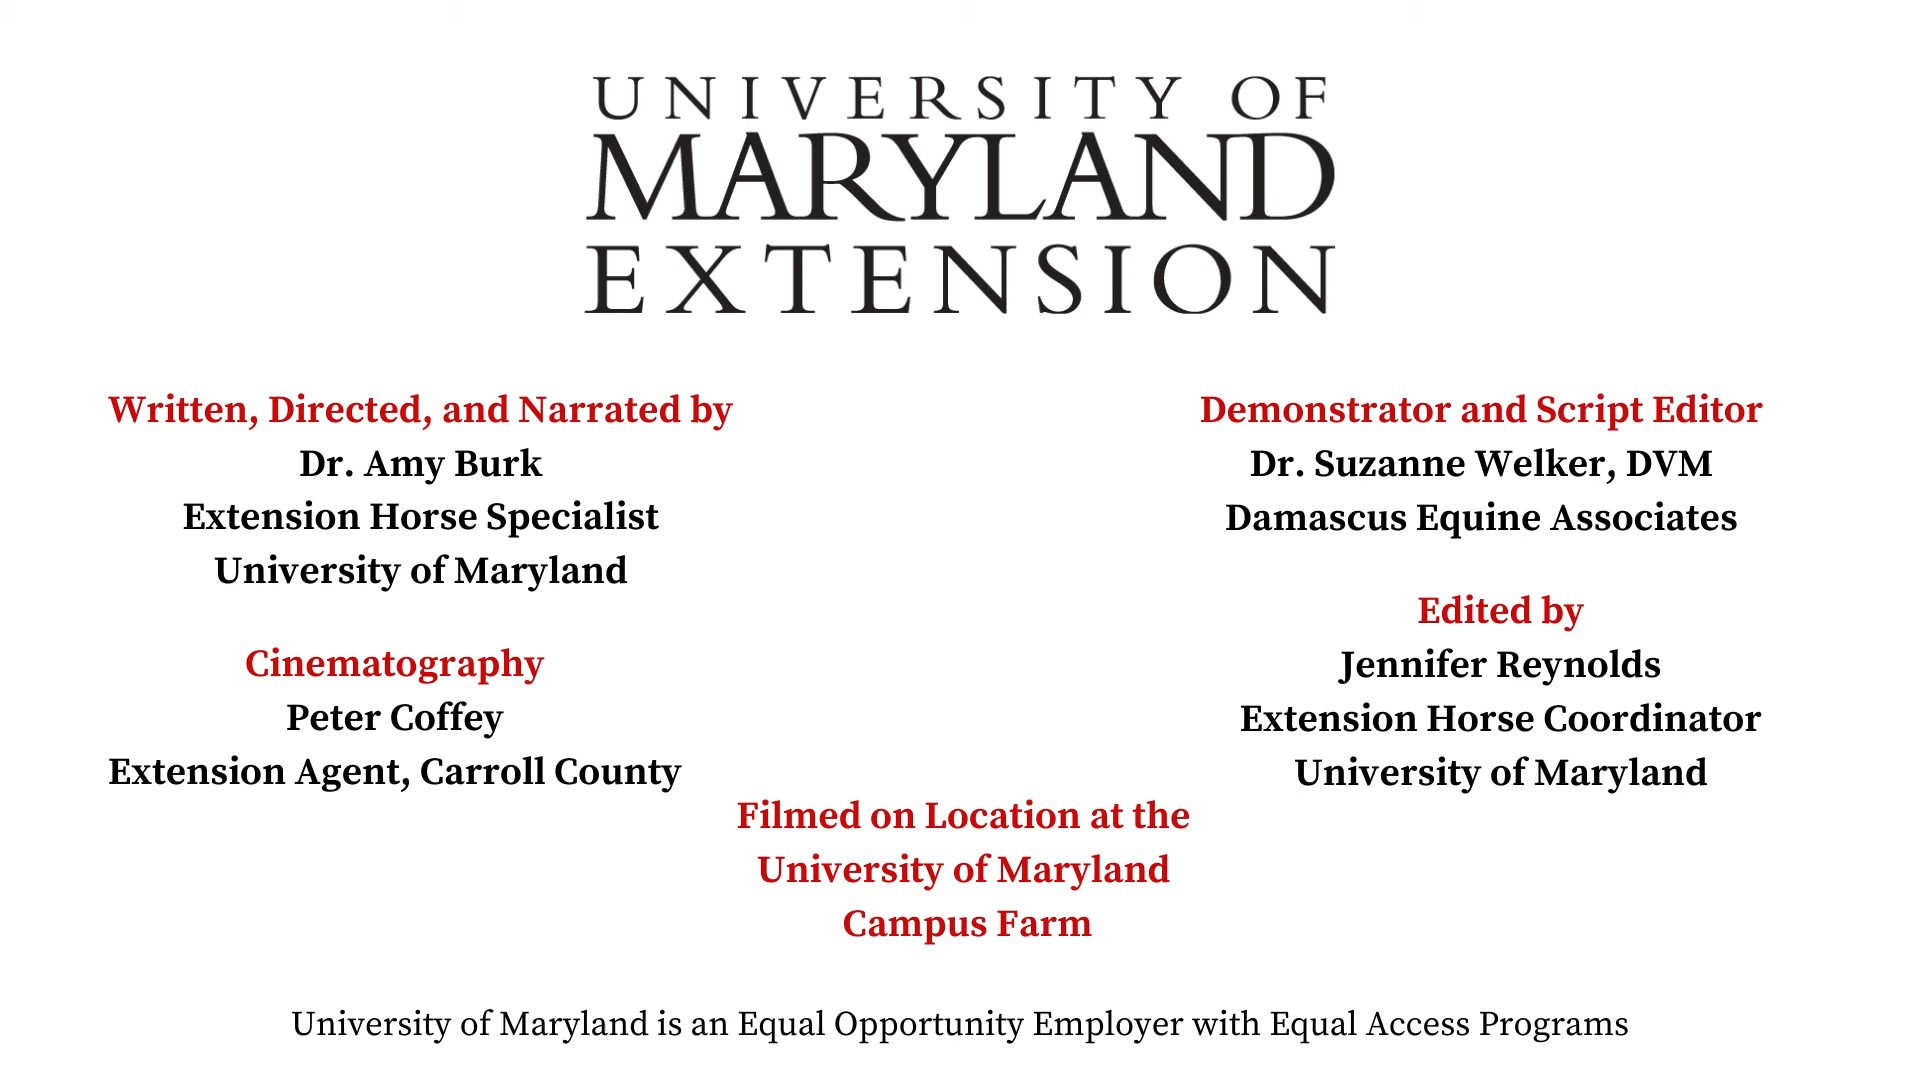 UNIVERSITY OF
MARYLAND
EXTENSION
Written, Directed, and Narrated by
Dr. Amy Burk
Extension Horse Specialist
University of Maryland
Cinematography
Peter Coffey
Extension Agent, Carroll County
Demonstrator and Script Editor
Dr. Suzanne Welker, DVM
Damascus Equine Associates
Edited by
Jennifer Reynolds
Extension Horse Coordinator
University of Maryland
Filmed on Location at the
University of Maryland
Campus Farm
University of Maryland is an Equal Opportunity Employer with Equal Access Programs